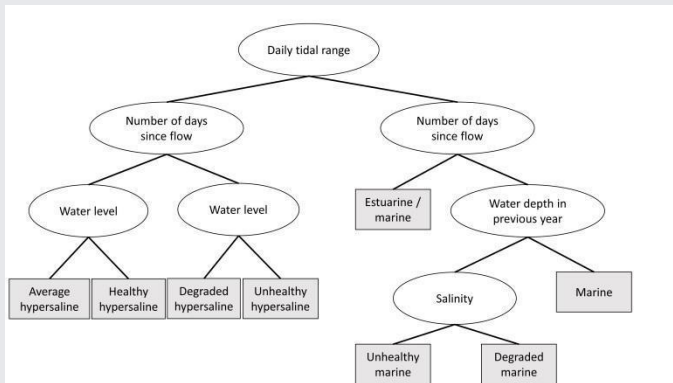 Daily tidal range
Number of days
since flow
Number of days
since flow
Water level
Water level
Estuarine /
marine
Water depth in
previous year
Average
hypersaline
Healthy
hypersaline
Degraded
hypersaline
Unhealthy
hypersaline
Salinity
Marine
Unhealthy
marine
Degraded
marine